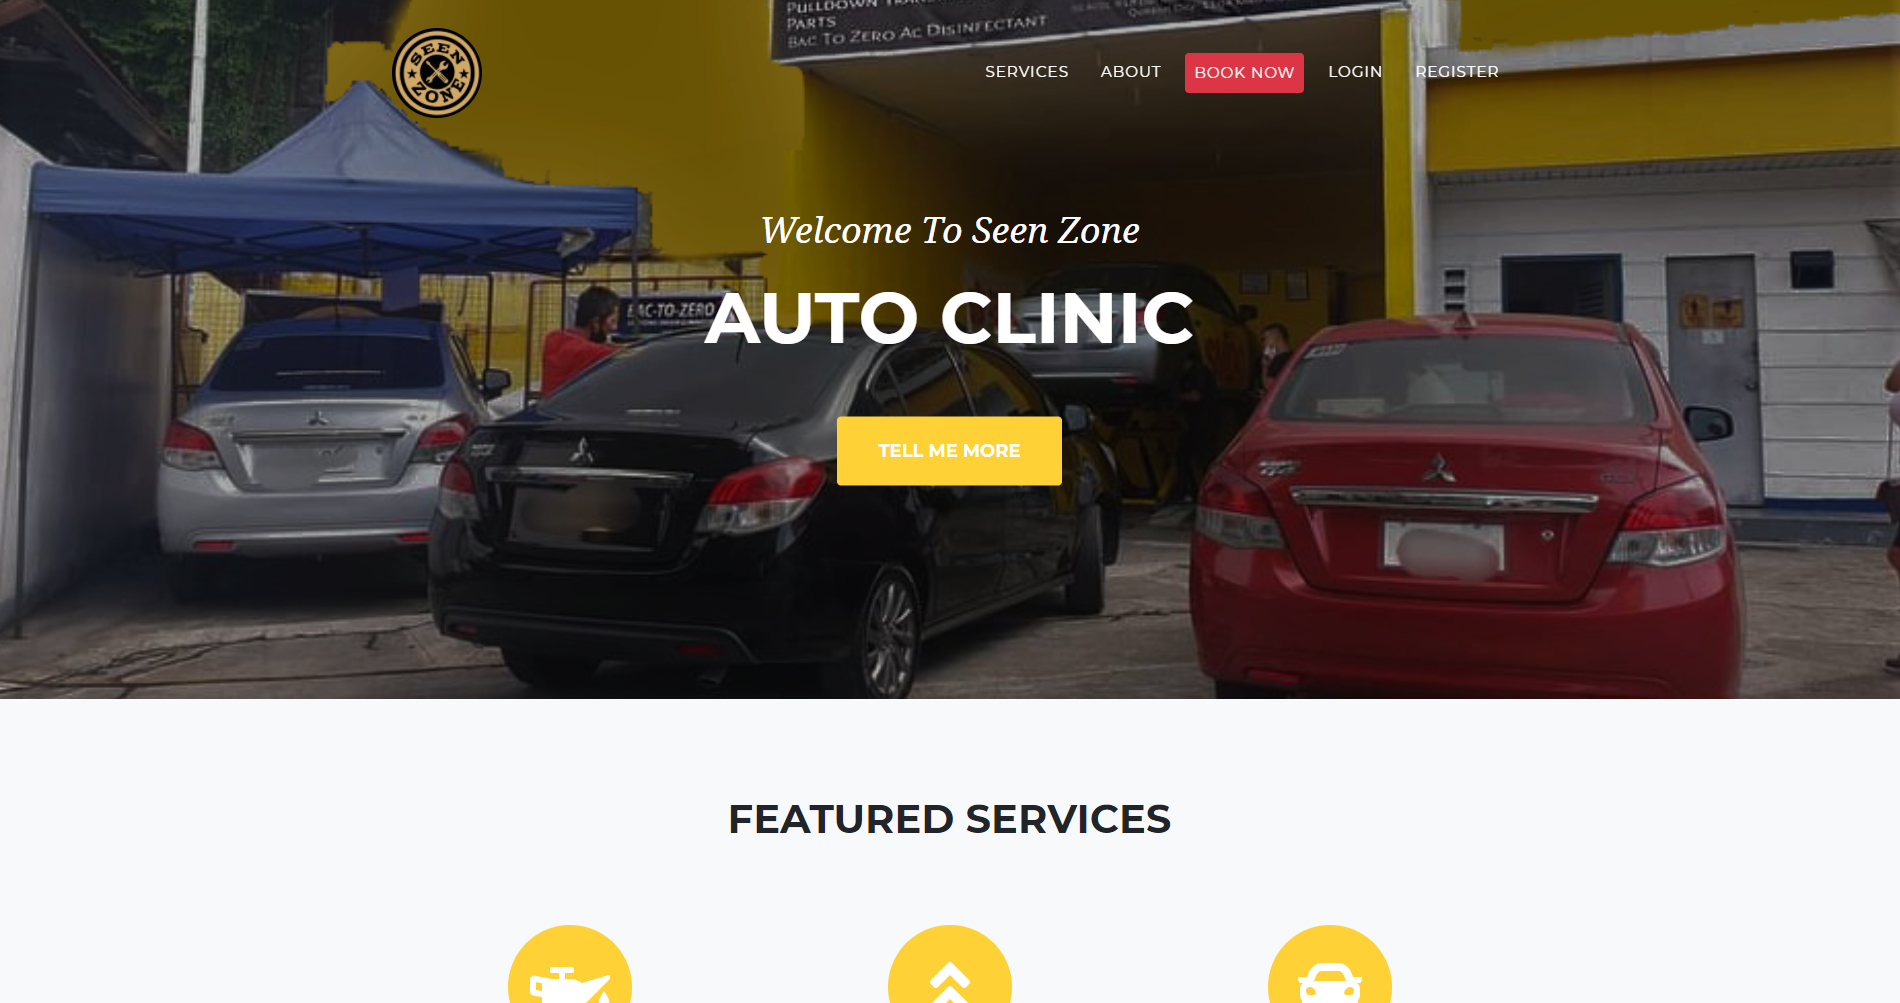 PULLDOWN
PARTS
BAC TO ZERO AC DISINFECTANT
SEEN
ZONE
SERVICES
ABOUT
BOOK NOW
LOGIN
REGISTER
Welcome To Seen Zone
BAC-TO-ZERO
AUTO CLINIC
TELL ME MORE
FEATURED SERVICES